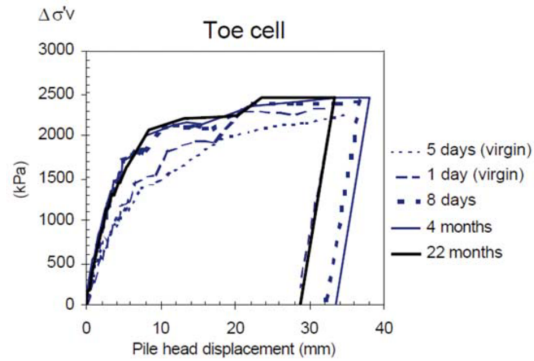 Δσ'v
Toe cell
3000
2500
2000
1500
1000
500
0
(kPa)
0 10 20 30 40
Pile head displacement (mm)
5 days (virgin)
1 day (virgin)
8 days
4 months
22 months